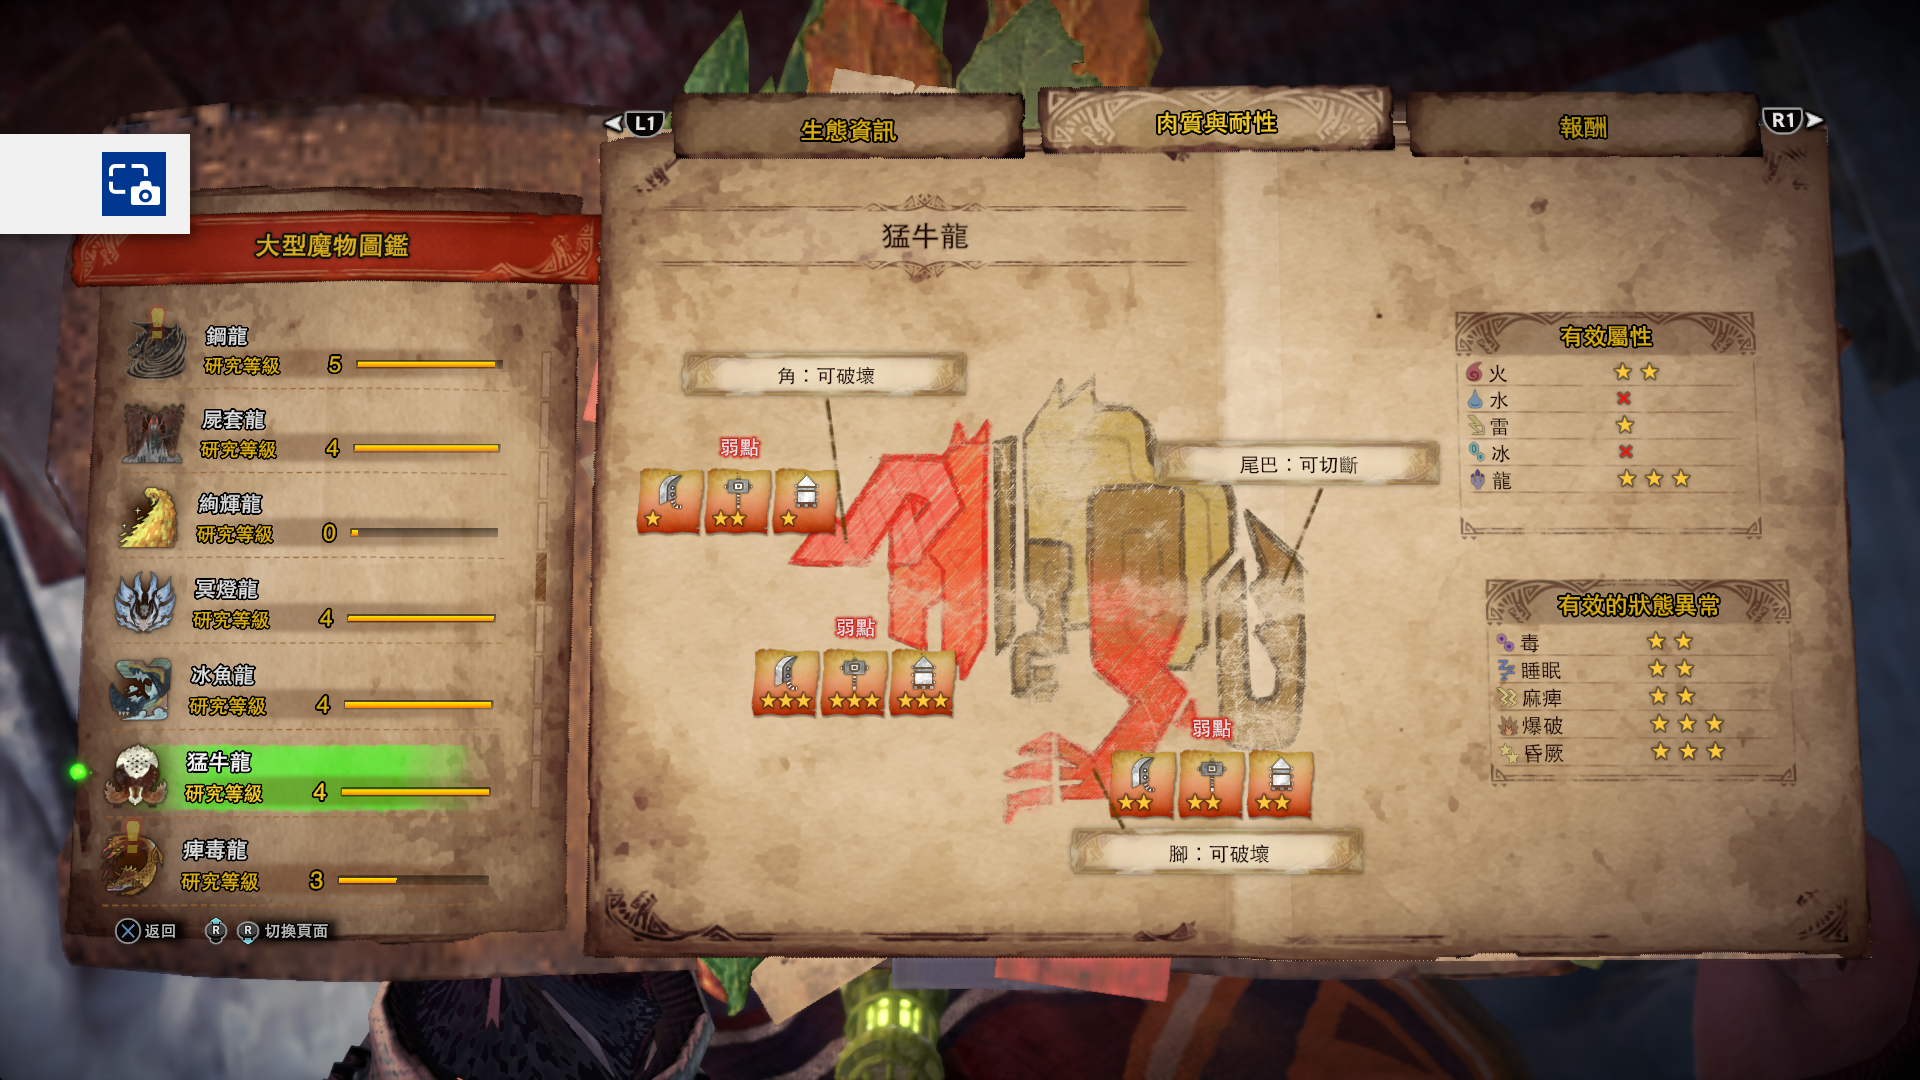 L1
生態資訊
肉質與耐性
報酬
R1
大型魔物圖鑑
鋼龍
研究等級 5
屍套龍
研究等級 4
絢輝龍
研究等級 0
冥燈龍
研究等級 4
冰魚龍
研究等級 4
猛牛龍
研究等級 4
痺毒龍
研究等級 3
返回 R R 切換頁面
猛牛龍
角：可破壞
弱點
尾巴：可切斷
弱點
弱點
腳：可破壞
有效屬性
火
水
雷
冰
龍
有效的狀態異常
毒
睡眠
麻痺
爆破
昏厥